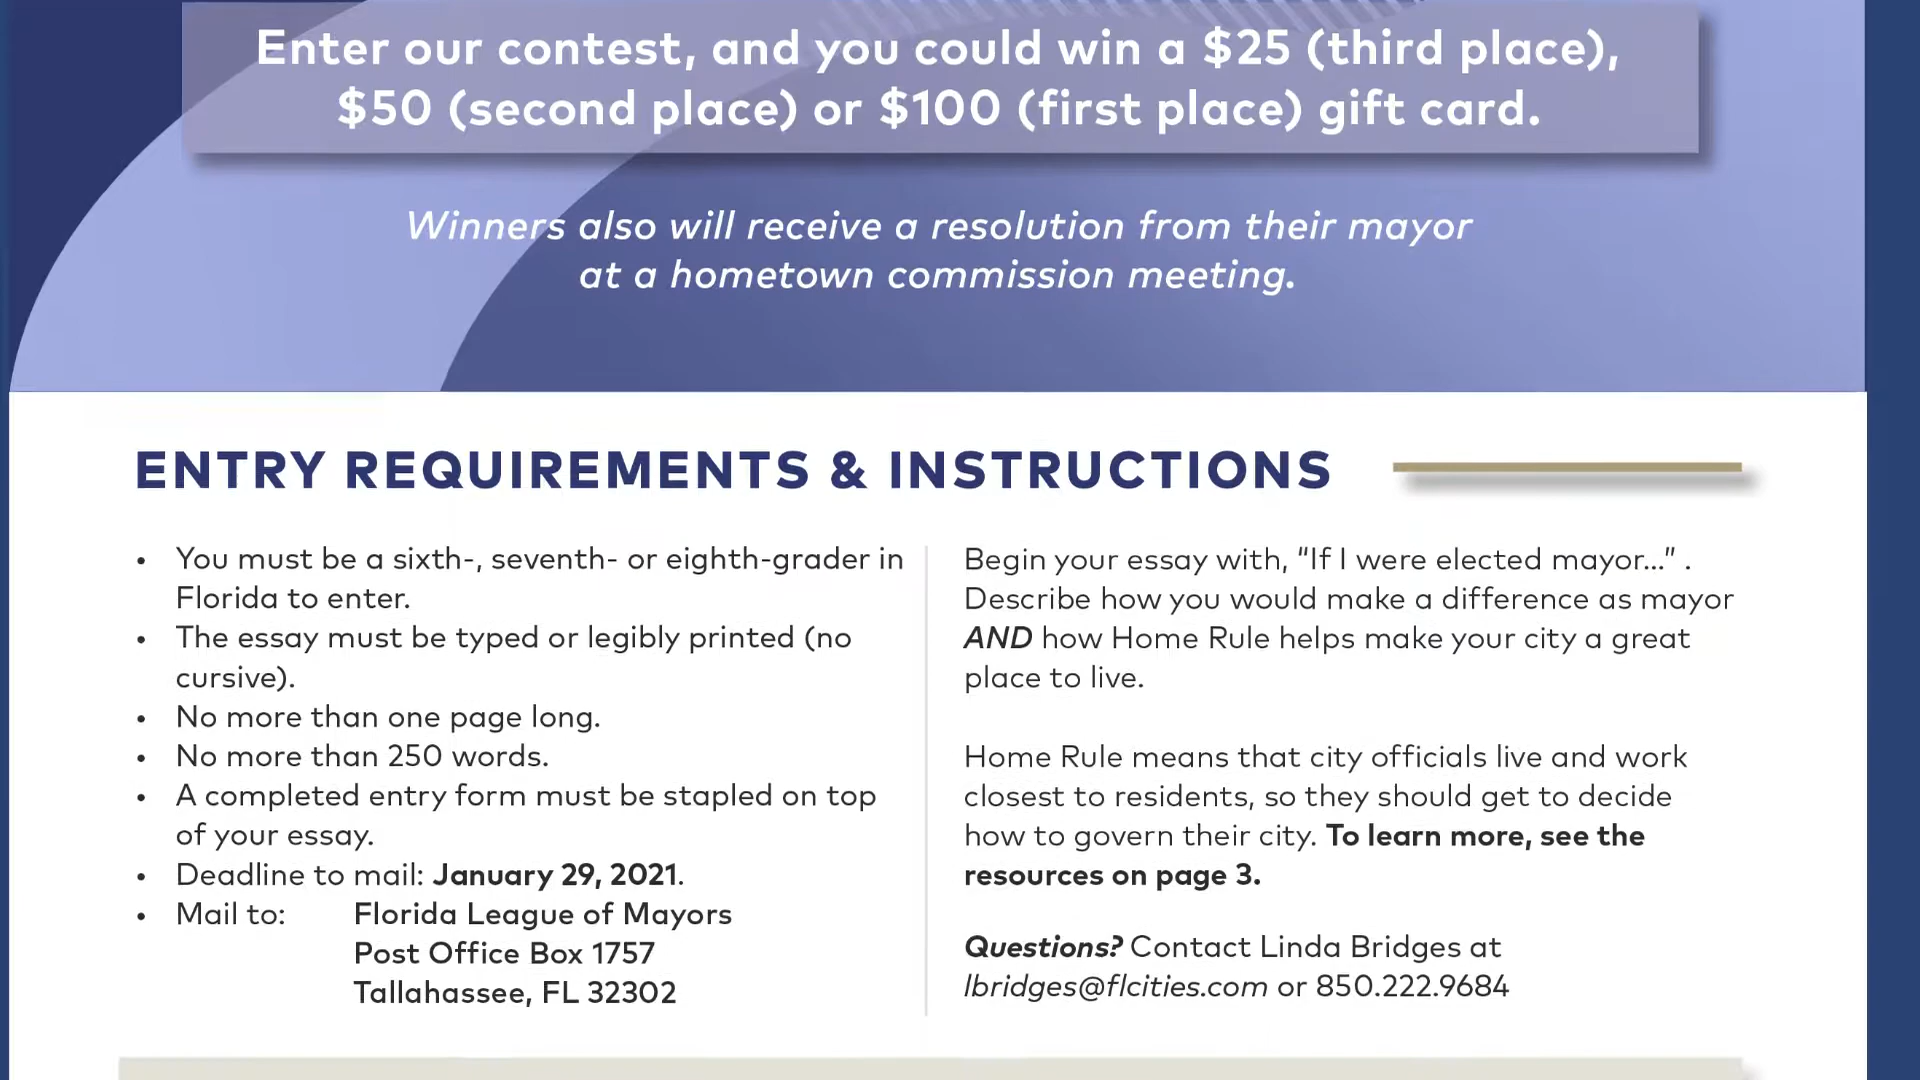 Enter our contest, and you could win a $25 (third place),
$50 (second place) or $100 (first place) gift card.
Winners also will receive a resolution from their mayor
at a hometown commission meeting.
ENTRY REQUIREMENTS & INSTRUCTIONS
• You must be a sixth-, seventh- or eighth-grader in
Florida to enter.
• The essay must be typed or legibly printed (no
cursive).
• No more than one page long.
• No more than 250 words.
• A completed entry form must be stapled on top
of your essay.
• Deadline to mail: January 29, 2021.
• Mail to: Florida League of Mayors
Post Office Box 1757
Tallahassee, FL 32302
Begin your essay with, “If I were elected mayor...” .
Describe how you would make a difference as mayor
AND how Home Rule helps make your city a great
place to live.
Home Rule means that city officials live and work
closest to residents, so they should get to decide
how to govern their city. To learn more, see the
resources on page 3.
Questions? Contact Linda Bridges at
lbridges@flcities.com or 850.222.9684